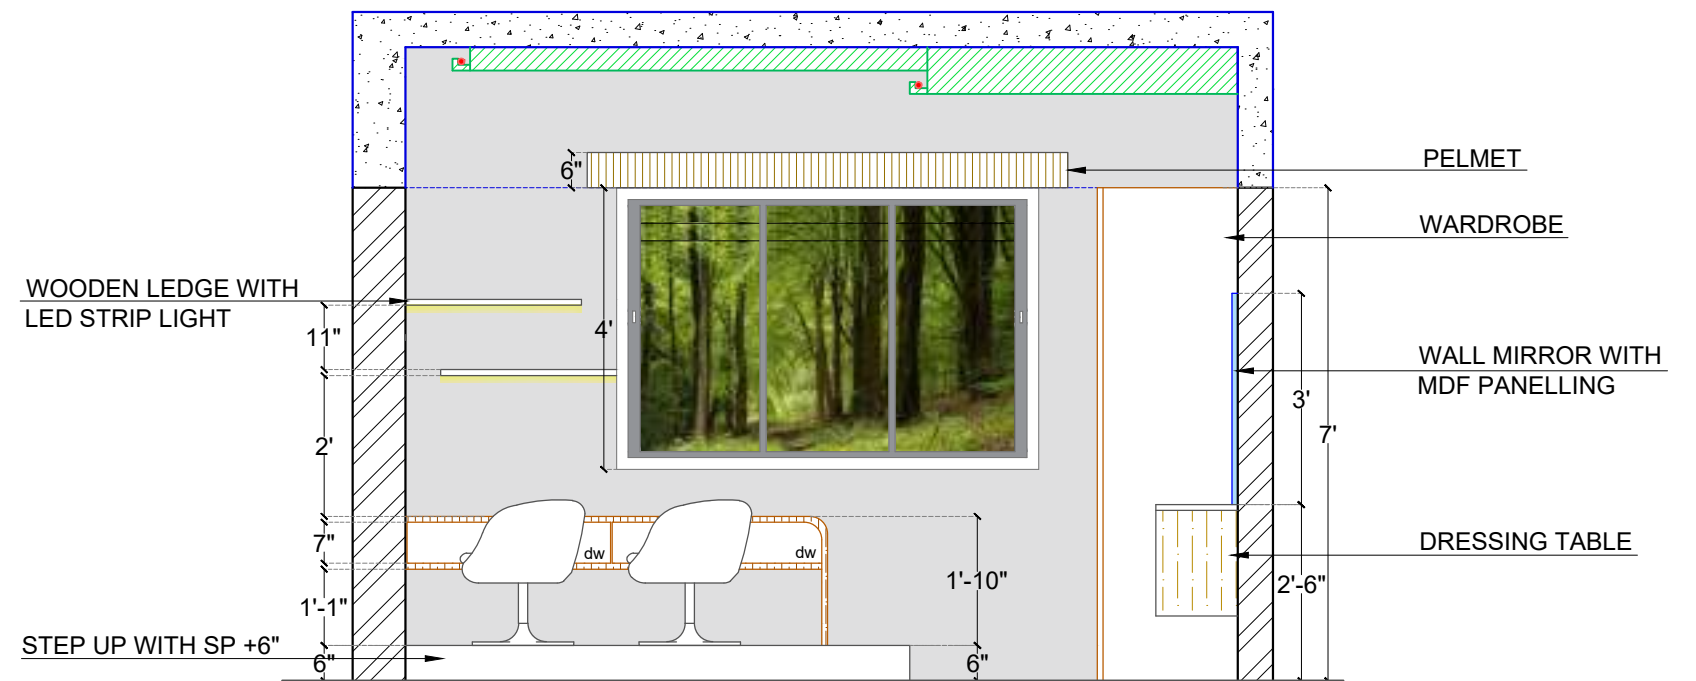 6"
PELMET
WARDROBE
WOODEN LEDGE WITH
LED STRIP LIGHT
11"
4'
WALL MIRROR WITH
MDF PANELLING
3'
7'
2'
7"
dw
dw
DRESSING TABLE
1'-10"
2'-6"
1'-1"
STEP UP WITH SP +6"
6"
6"